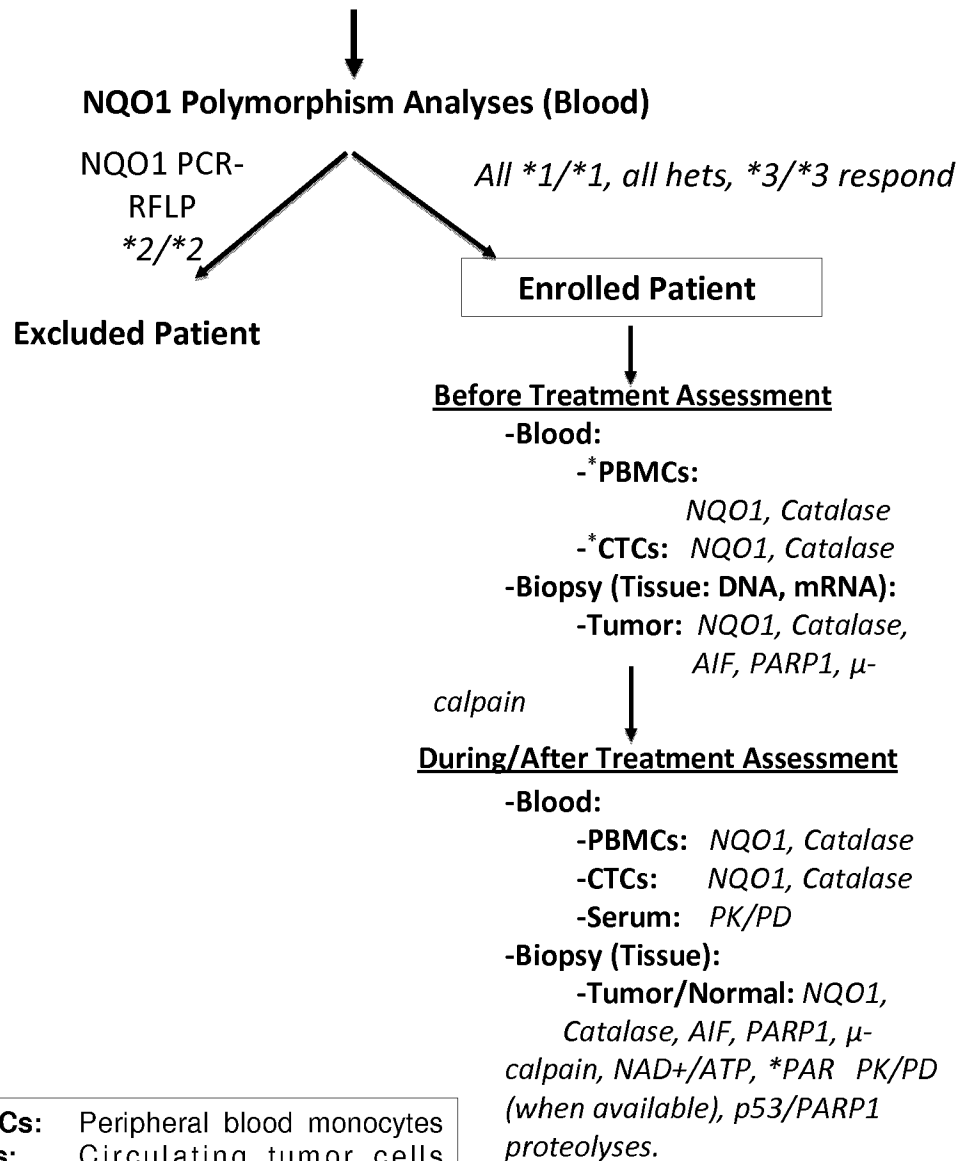 NQO1 Polymorphism Analyses (Blood)
NQO1 PCR-
RFLP
*2/*2
All *1/*1, all hets, *3/*3 respond
Enrolled Patient
Excluded Patient
Before Treatment Assessment
-Blood:
-*PBMCs:
NQO1, Catalase
-*CTCs: NQO1, Catalase
-Biopsy (Tissue: DNA, mRNA):
-Tumor: NQO1, Catalase,
AIF, PARP1, μ-
calpain
During/After Treatment Assessment
-Blood:
-PBMCs: NQO1, Catalase
-CTCs: NQO1, Catalase
-Serum: PK/PD
-Biopsy (Tissue):
-Tumor/Normal: NQO1,
Catalase, AIF, PARP1, μ-
calpain, NAD+/ATP, *PAR PK/PD
(when available), p53/PARP1
proteolyses.
Cs: Peripheral blood monocytes
s: Circulating tumor cells